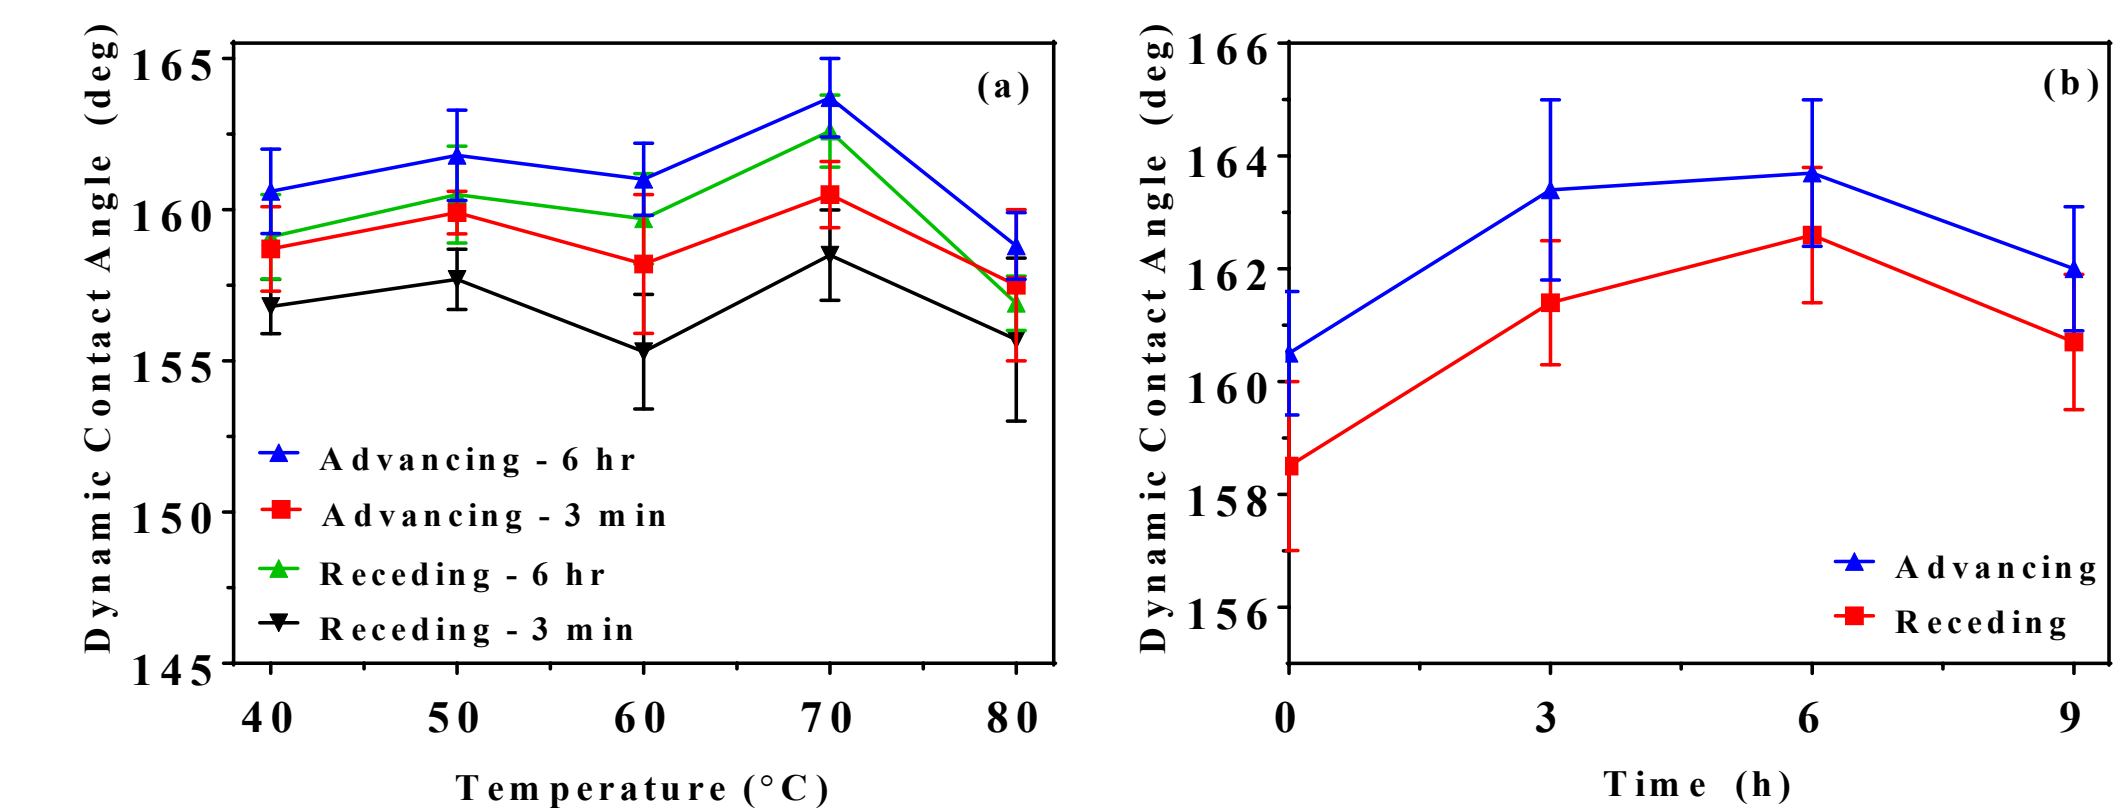 Dynamic Contact Angle (deg)
165
160
155
150
145
(a)
Advancing - 6 hr
Advancing - 3 min
Receding - 6 hr
Receding - 3 min
40 50 60 70 80
Temperature (°C)
Dynamic Contact Angle (deg)
166
164
162
160
158
156
(b)
Advancing
Receding
0 3 6 9
Time (h)